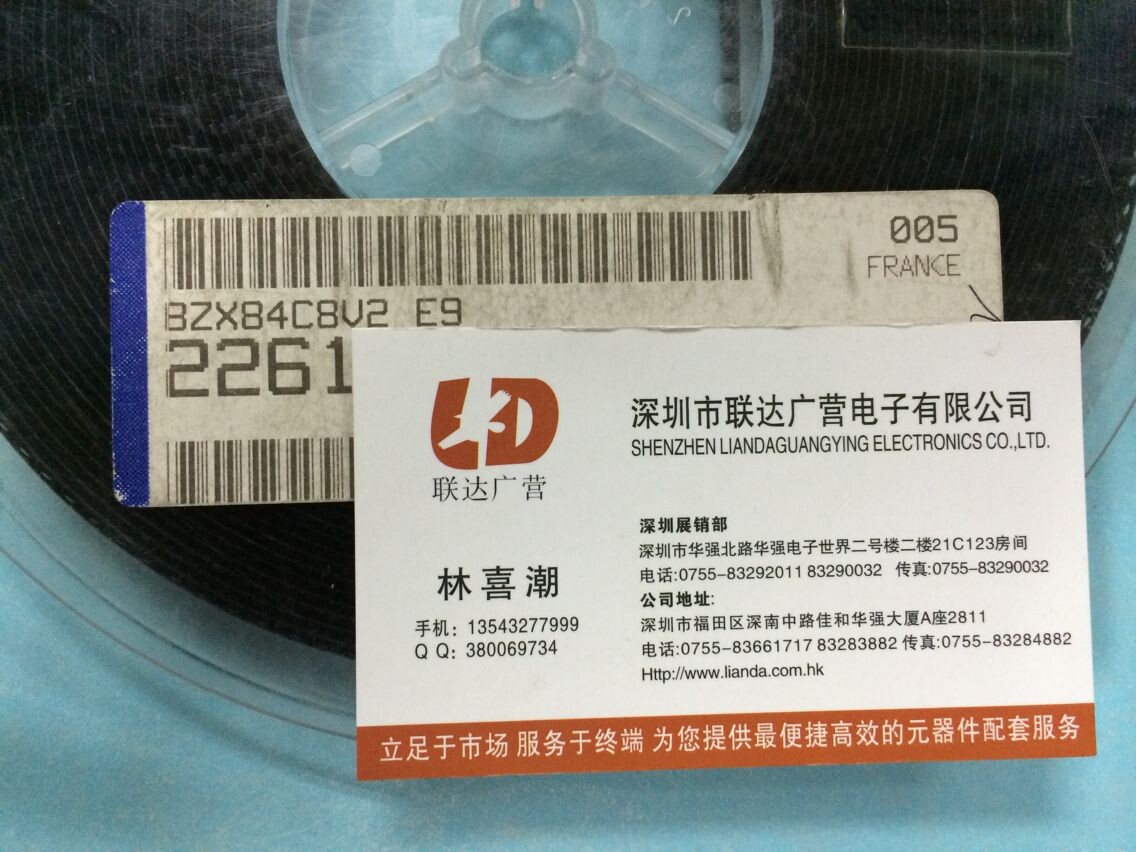 005
FRANCE
BZX84C8V2 E9
2261
LD
联达广营
深圳市联达广营电子有限公司
SHENZHEN LIANDAGUANGYING ELECTRONICS CO.,LTD.
深圳展销部
深圳市华强北路华强电子世界二号楼二楼21C123房间
电话:0755-83292011 83290032 传真:0755-83290032
公司地址:
深圳市福田区深南中路佳和华强大厦A座2811
电话:0755-83661717 83283882 传真:0755-83284882
Http://www.lianda.com.hk
林喜潮
手机: 13543277999
Q Q: 380069734
立足于市场 服务于终端 为您提供最便捷高效的元器件配套服务